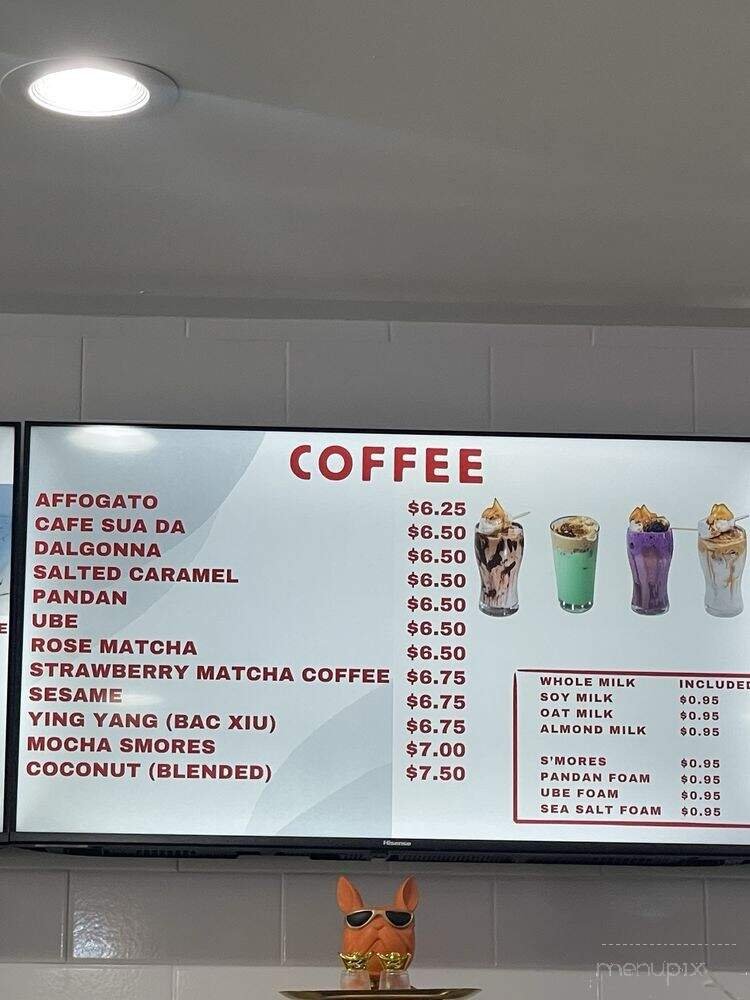 COFFEE
AFFOGATO $6.25
CAFE SUA DA $6.50
DALGONNA $6.50
SALTED CARAMEL $6.50
PANDAN $6.50
UBE $6.50
ROSE MATCHA $6.50
STRAWBERRY MATCHA COFFEE $6.75
SESAME $6.75
YING YANG (BAC XIU) $6.75
MOCHA SMORES $7.00
COCONUT (BLENDED) $7.50
WHOLE MILK INCLUDED
SOY MILK $0.95
OAT MILK $0.95
ALMOND MILK $0.95
S'MORES $0.95
PANDAN FOAM $0.95
UBE FOAM $0.95
SEA SALT FOAM $0.95
E
Hisense
menupix